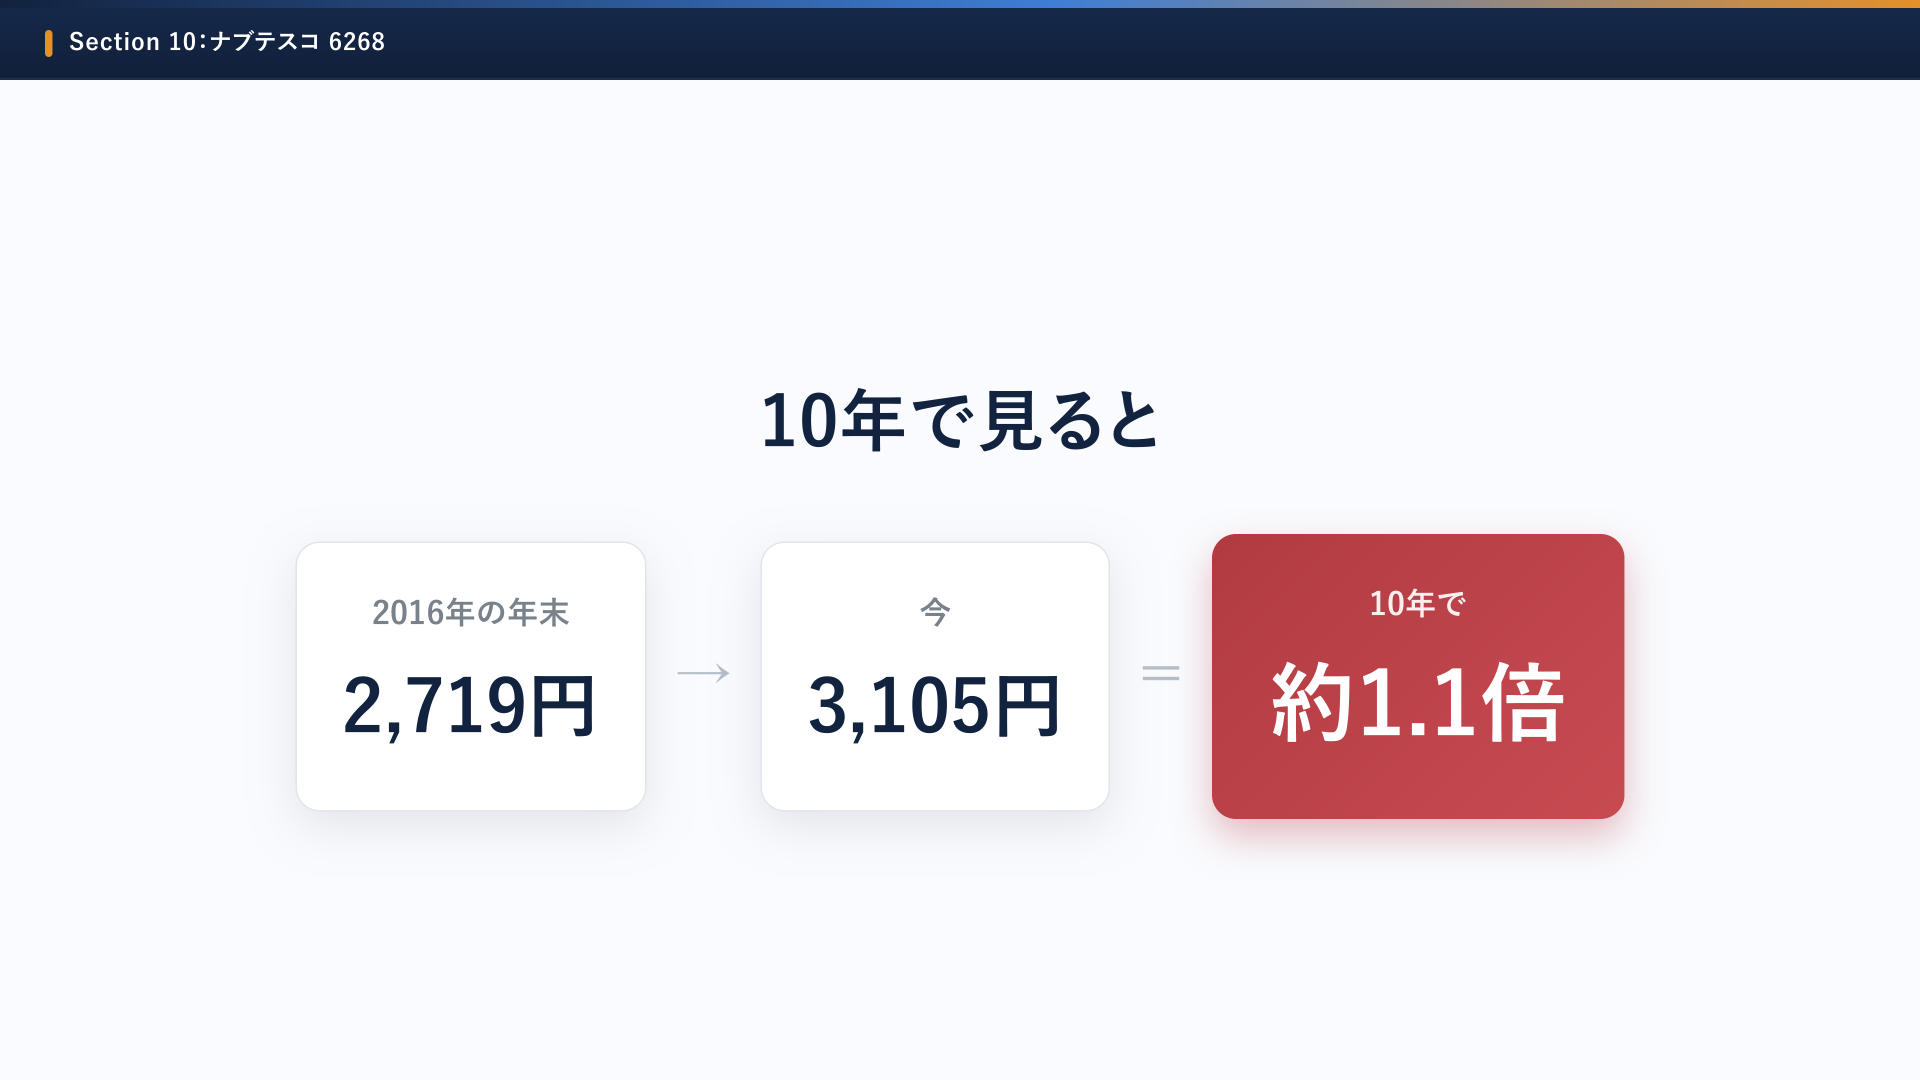 Section 10：ナブテスコ 6268
10年で見ると
2016年の年末
2,719円
→
今
3,105円
＝
10年で
約1.1倍